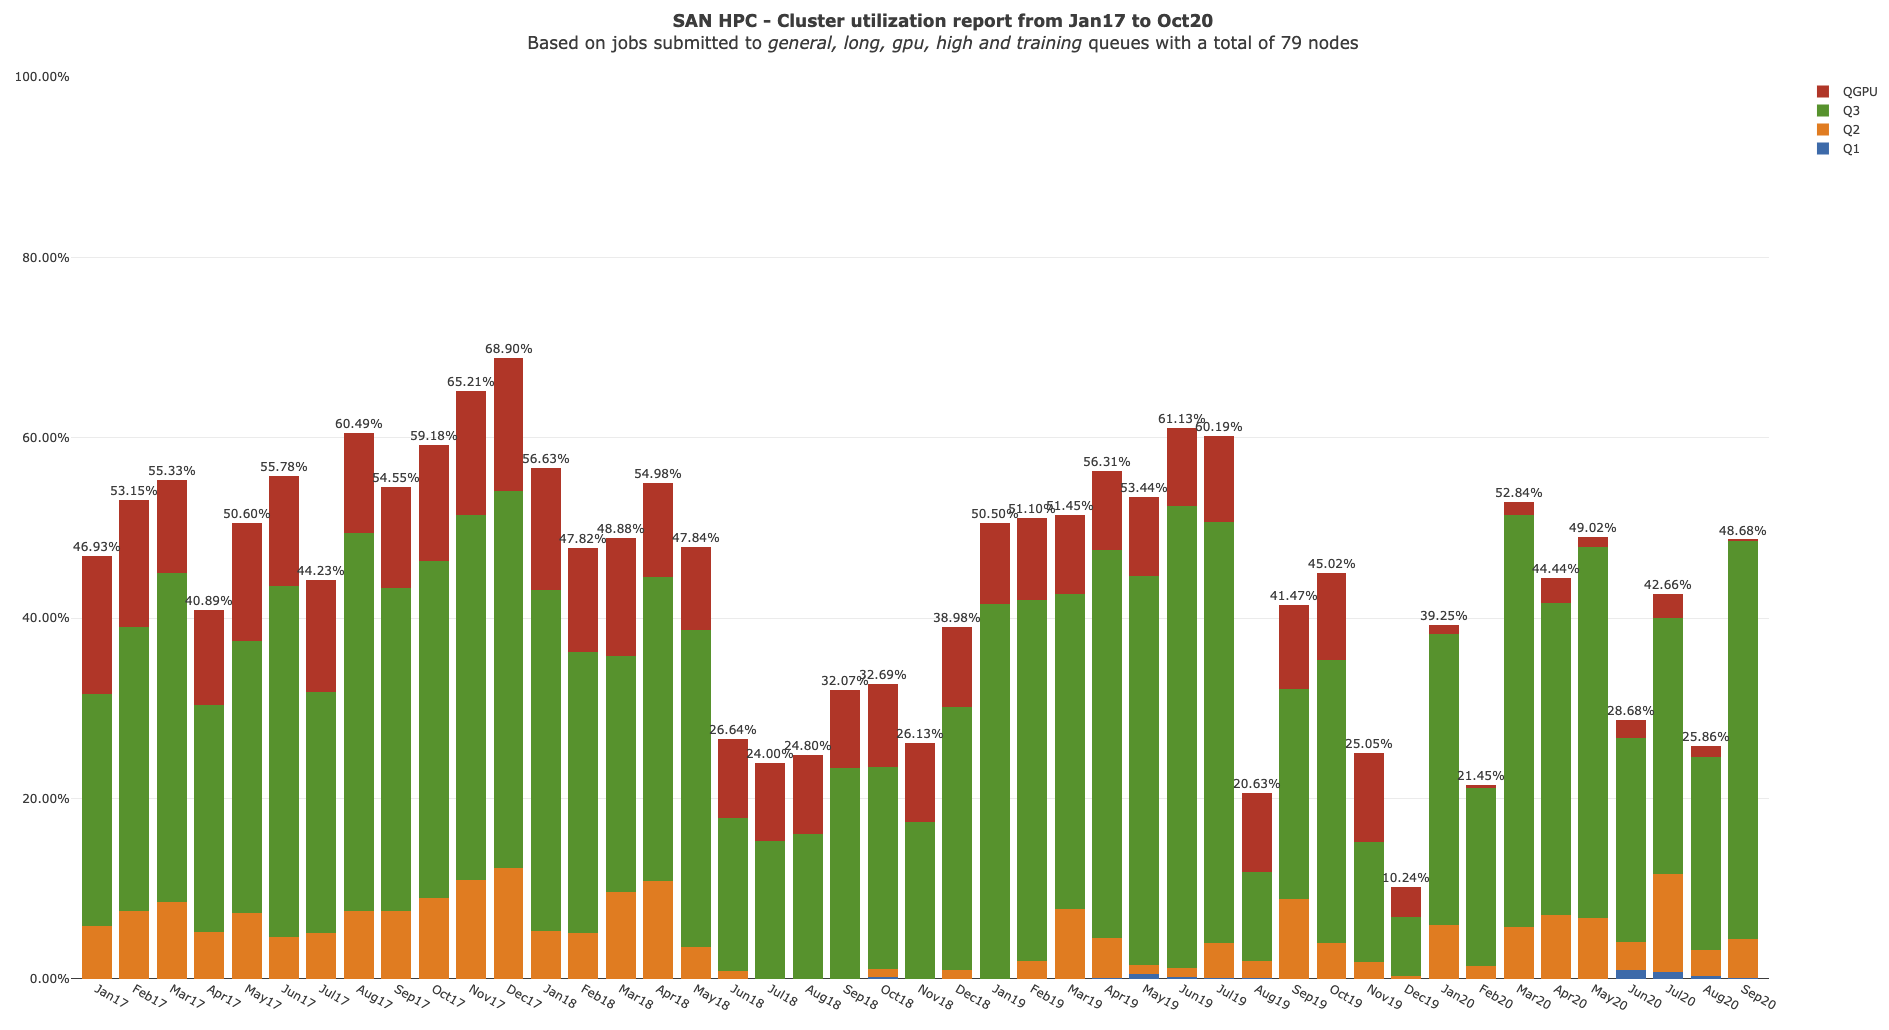 SAN HPC - Cluster utilization report from Jan17 to Oct20
Based on jobs submitted to general, long, gpu, high and training queues with a total of 79 nodes
100.00%
80.00%
60.00%
40.00%
20.00%
0.00%
QGPU
Q3
Q2
Q1
46.93%
53.15%
55.33%
40.89%
50.60%
55.78%
44.23%
60.49%
54.55%
59.18%
65.21%
68.90%
56.63%
47.82%
48.88%
54.98%
47.84%
26.64%
24.00%
24.80%
32.07%
32.69%
26.13%
38.98%
50.50%
51.10%
51.45%
56.31%
53.44%
61.13%
60.19%
20.63%
41.47%
45.02%
25.05%
10.24%
39.25%
21.45%
52.84%
44.44%
49.02%
28.68%
42.66%
25.86%
48.68%
Jan17
Feb17
Mar17
Apr17
May17
Jun17
Jul17
Aug17
Sep17
Oct17
Nov17
Dec17
Jan18
Feb18
Mar18
Apr18
May18
Jun18
Jul18
Aug18
Sep18
Oct18
Nov18
Dec18
Jan19
Feb19
Mar19
Apr19
May19
Jun19
Jul19
Aug19
Sep19
Oct19
Nov19
Dec19
Jan20
Feb20
Mar20
Apr20
May20
Jun20
Jul20
Aug20
Sep20